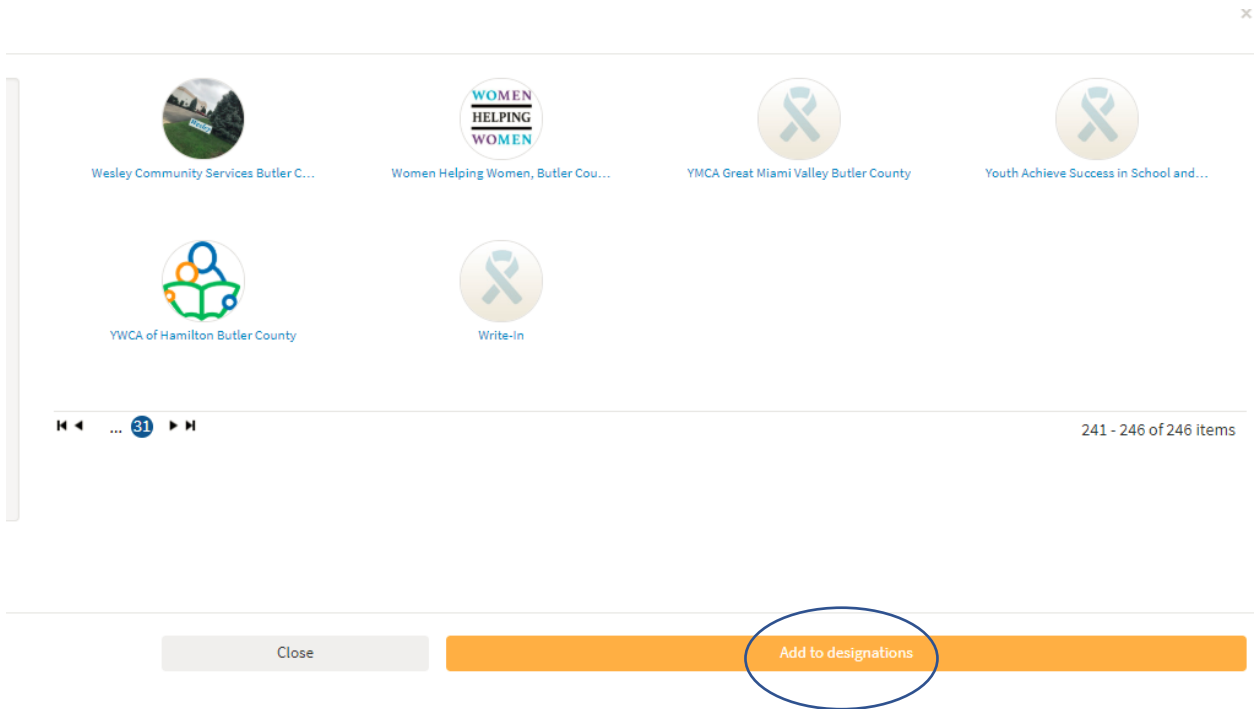 ×
WOMEN
HELPING
WOMEN
Wesley
Wesley Community Services Butler C...
Women Helping Women, Butler Cou...
YMCA Great Miami Valley Butler County
Youth Achieve Success in School and...
YWCA of Hamilton Butler County
Write-In
... 31
241 - 246 of 246 items
Close
Add to designations